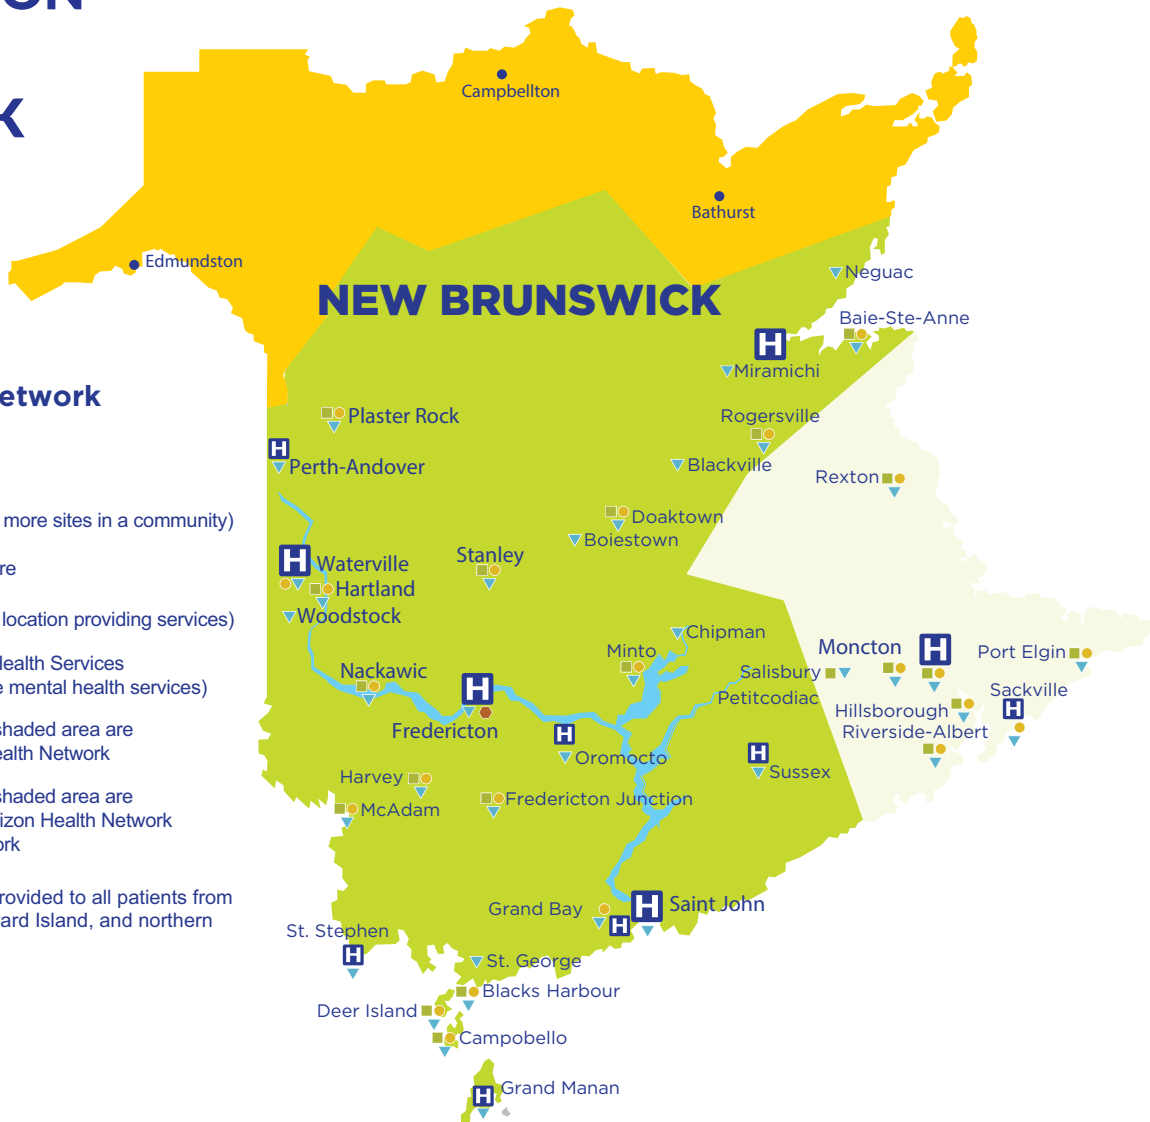 ON
K
Campbellton
Bathurst
Edmundston
Neguac
NEW BRUNSWICK
Baie-Ste-Anne
H
Miramichi
etwork
Plaster Rock
Rogersville
H
Perth-Andover
Blackville
Rexton
more sites in a community)
Doaktown
Boiestown
re
H
Waterville
Stanley
Hartland
location providing services)
Woodstock
Chipman
Minto
Moncton
H
Port Elgin
ealth Services
e mental health services)
Nackawic
Salisbury
Petitcodiac
H
Fredericton
Sackville
H
Hillsborough
Riverside-Albert
shaded area are
ealth Network
H
Oromocto
H
Sussex
Harvey
shaded area are
izon Health Network
ork
McAdam
Fredericton Junction
rovided to all patients from
ard Island, and northern
Grand Bay
H
H
Saint John
St. Stephen
H
St. George
Blacks Harbour
Deer Island
Campobello
H
Grand Manan